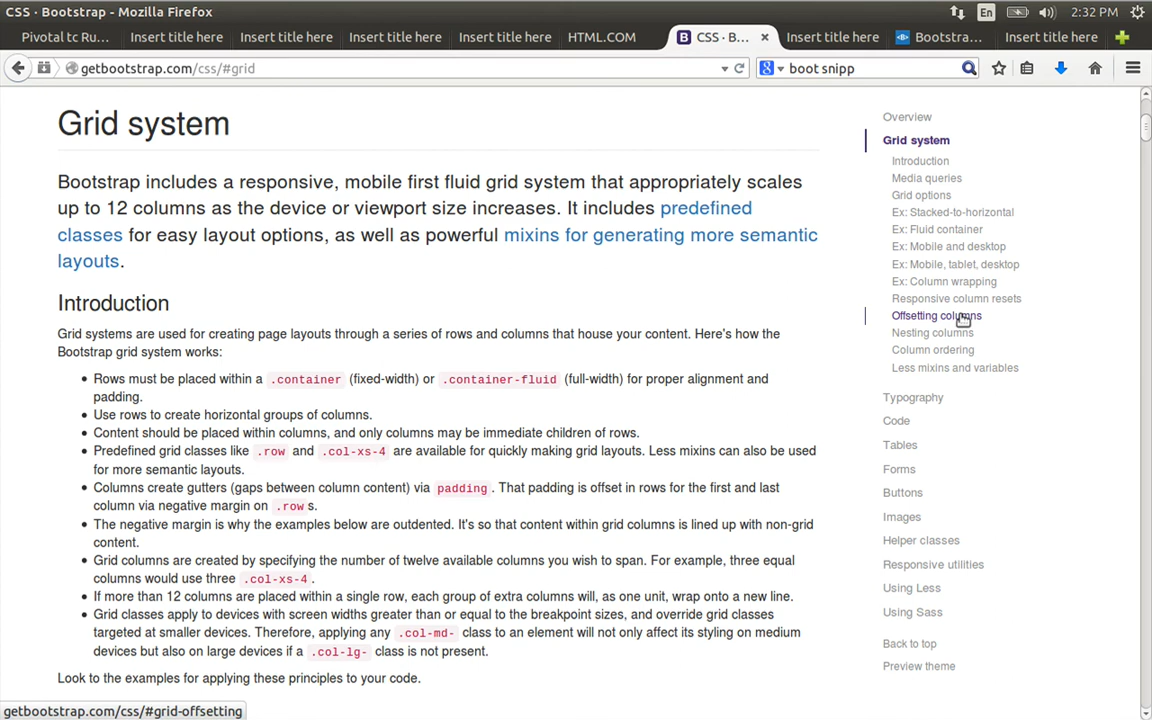 CSS · Bootstrap - Mozilla Firefox
En
2:32 PM
Pivotal tc Ru...
Insert title here
Insert title here
Insert title here
Insert title here
HTML.COM
B CSS · B...
Insert title here
Bootstra...
Insert title here
getbootstrap.com/css/#grid
boot snipp
Grid system
Bootstrap includes a responsive, mobile first fluid grid system that appropriately scales
up to 12 columns as the device or viewport size increases. It includes predefined
classes for easy layout options, as well as powerful mixins for generating more semantic
layouts.
Introduction
Grid systems are used for creating page layouts through a series of rows and columns that house your content. Here's how the
Bootstrap grid system works:
• Rows must be placed within a .container (fixed-width) or .container-fluid (full-width) for proper alignment and
padding.
• Use rows to create horizontal groups of columns.
• Content should be placed within columns, and only columns may be immediate children of rows.
• Predefined grid classes like .row and .col-xs-4 are available for quickly making grid layouts. Less mixins can also be used
for more semantic layouts.
• Columns create gutters (gaps between column content) via padding. That padding is offset in rows for the first and last
column via negative margin on .row s.
• The negative margin is why the examples below are outdented. It's so that content within grid columns is lined up with non-grid
content.
• Grid columns are created by specifying the number of twelve available columns you wish to span. For example, three equal
columns would use three .col-xs-4.
• If more than 12 columns are placed within a single row, each group of extra columns will, as one unit, wrap onto a new line.
• Grid classes apply to devices with screen widths greater than or equal to the breakpoint sizes, and override grid classes
targeted at smaller devices. Therefore, applying any .col-md- class to an element will not only affect its styling on medium
devices but also on large devices if a .col-lg- class is not present.
Look to the examples for applying these principles to your code.
Overview
Grid system
Introduction
Media queries
Grid options
Ex: Stacked-to-horizontal
Ex: Fluid container
Ex: Mobile and desktop
Ex: Mobile, tablet, desktop
Ex: Column wrapping
Responsive column resets
Offsetting columns
Nesting columns
Column ordering
Less mixins and variables
Typography
Code
Tables
Forms
Buttons
Images
Helper classes
Responsive utilities
Using Less
Using Sass
Back to top
Preview theme
getbootstrap.com/css/#grid-offsetting